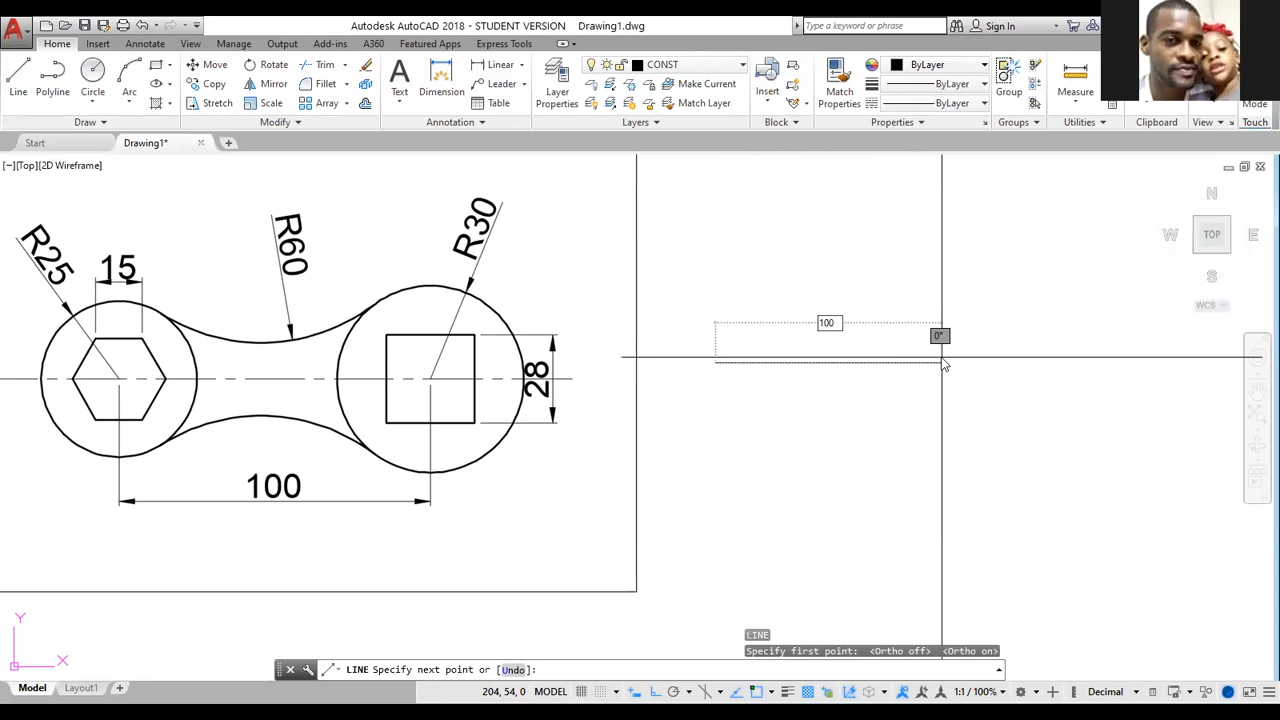 Autodesk AutoCAD 2018 - STUDENT VERSION Drawing1.dwg
Type a keyword or phrase
Sign In
Home Insert Annotate View Manage Output Add-ins A360 Featured Apps Express Tools
Line Polyline Circle Arc
Move Rotate Trim
Copy Mirror Fillet
Stretch Scale Array
Text Dimension
Linear
Leader
Table
Layer Properties
CONST
Make Current
Match Layer
Insert
Match Properties
ByLayer
ByLayer
ByLayer
Group
Measure
Mode
Draw Modify Annotation Layers Block Properties Groups Utilities Clipboard View Touch
Start Drawing1*
[−][Top][2D Wireframe]
N
W TOP E
S
WCS
R25
15
R60
R30
28
100
100
0°
Y
X
LINE
Specify first point: <Ortho off> <Ortho on>
LINE Specify next point or [Undo]:
Model Layout1
204, 54, 0 MODEL
1:1 / 100%
Decimal